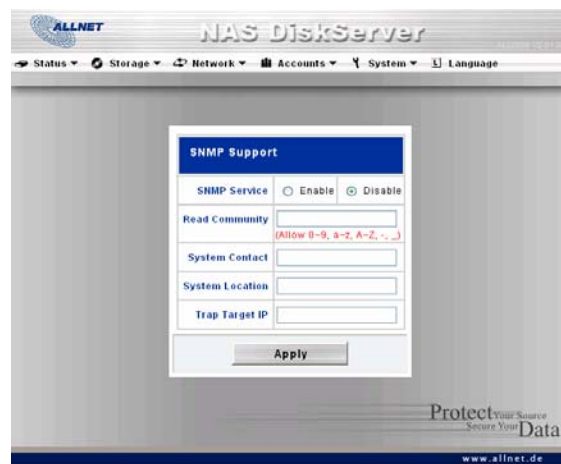 ALLNET
NAS DiskServer
Status Storage Network Accounts System Language
SNMP Support
SNMP Service Enable Disable
Read Community
(Allow 0~9, a~z, A~Z, -, _)
System Contact
System Location
Trap Target IP
Apply
Protect Your Source
Secure Your Data
www.allnet.de